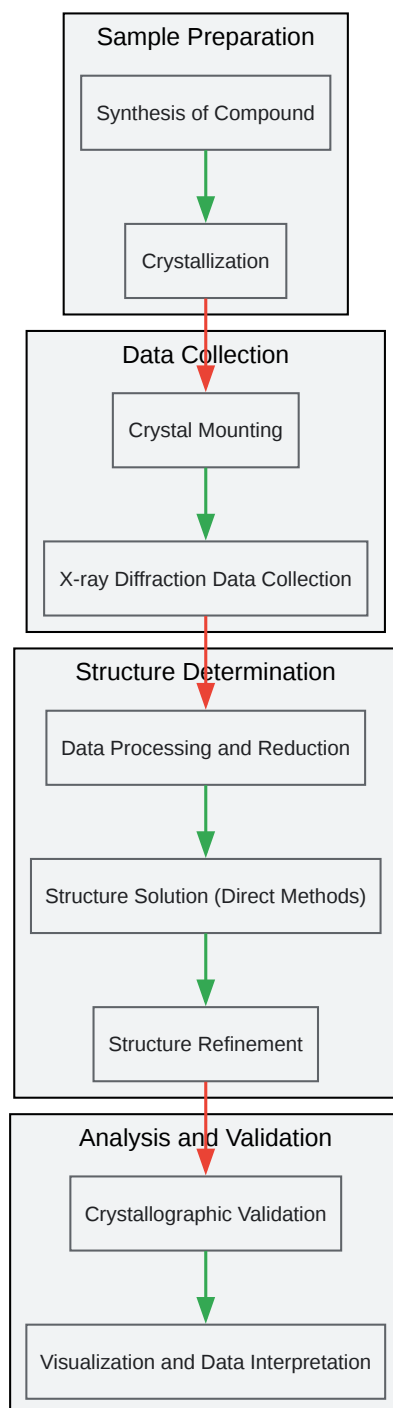 Sample Preparation
Synthesis of Compound
Crystallization
Data Collection
Crystal Mounting
X-ray Diffraction Data Collection
Structure Determination
Data Processing and Reduction
Structure Solution (Direct Methods)
Structure Refinement
Analysis and Validation
Crystallographic Validation
Visualization and Data Interpretation